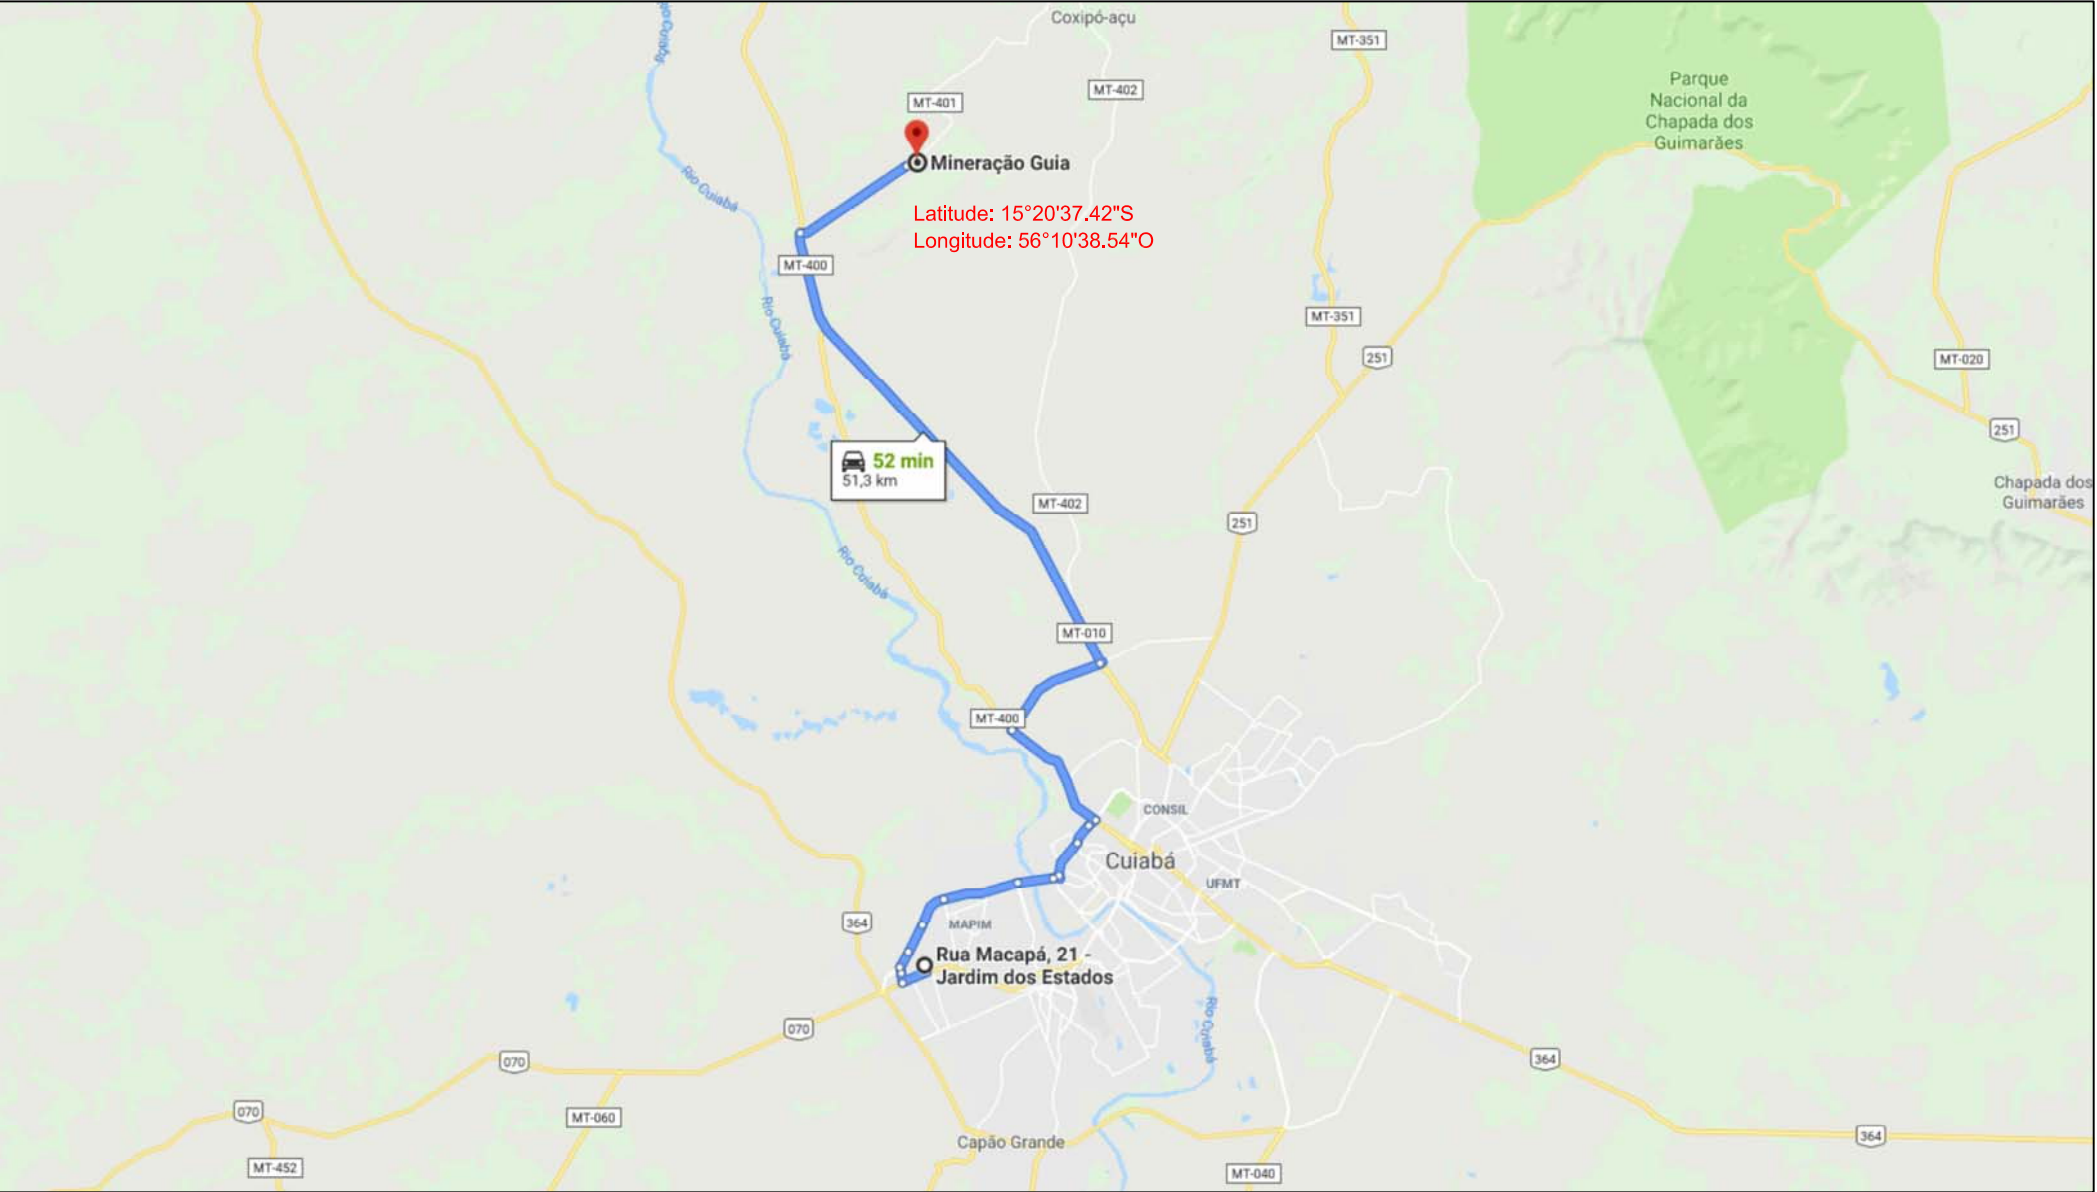 Rio Cuiabá
Coxipó-açu
MT-351
Parque
Nacional da
Chapada dos
Guimarães
MT-402
MT-401
Mineração Guia
Rio Cuiabá
Latitude: 15°20'37.42"S
Longitude: 56°10'38.54"O
MT-400
Rio Cuiabá
MT-351
251
MT-020
251
52 min
51,3 km
Chapada dos
Guimarães
MT-402
251
Rio Cuiabá
MT-010
MT-400
CONSIL
Cuiabá
UFMT
364
MAPIM
Rua Macapá, 21 -
Jardim dos Estados
Rio Cuiabá
070
070
364
070
MT-060
364
Capão Grande
MT-452
MT-040